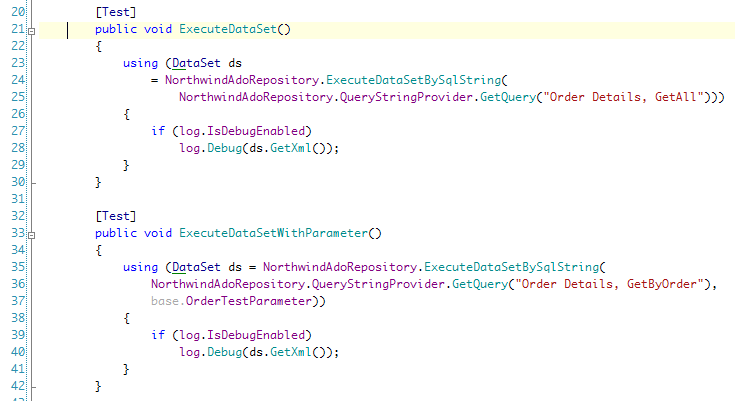 20 [Test]
21 public void ExecuteDataSet()
22 {
23 using (DataSet ds
24 = NorthwindAdoRepository.ExecuteDataSetBySqlString(
25 NorthwindAdoRepository.QueryStringProvider.GetQuery("Order Details, GetAll")))
26 {
27 if (log.IsDebugEnabled)
28 log.Debug(ds.GetXml());
29 }
30 }
31
32 [Test]
33 public void ExecuteDataSetWithParameter()
34 {
35 using (DataSet ds = NorthwindAdoRepository.ExecuteDataSetBySqlString(
36 NorthwindAdoRepository.QueryStringProvider.GetQuery("Order Details, GetByOrder"),
37 base.OrderTestParameter))
38 {
39 if (log.IsDebugEnabled)
40 log.Debug(ds.GetXml());
41 }
42 }